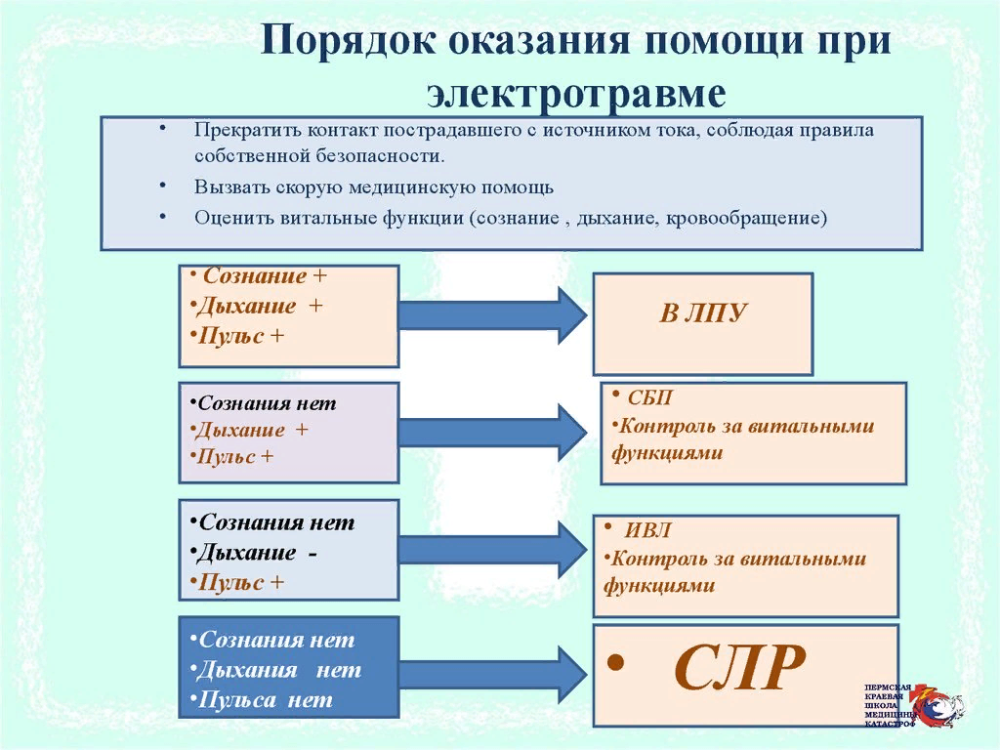 Порядок оказания помощи при
электротравме
• Прекратить контакт пострадавшего с источником тока, соблюдая правила
собственной безопасности.
• Вызвать скорую медицинскую помощь
• Оценить витальные функции (сознание , дыхание, кровообращение)
• Сознание +
•Дыхание +
•Пульс +
В ЛПУ
•Сознания нет
•Дыхание +
•Пульс +
• СБП
•Контроль за витальными
функциями
•Сознания нет
•Дыхание -
•Пульс +
• ИВЛ
•Контроль за витальными
функциями
•Сознания нет
•Дыхания нет
•Пульса нет
• СЛР
ПЕРМСКАЯ
КРАЕВАЯ
ШКОЛА
МЕДИЦИНЫ
КАТАСТРОФ